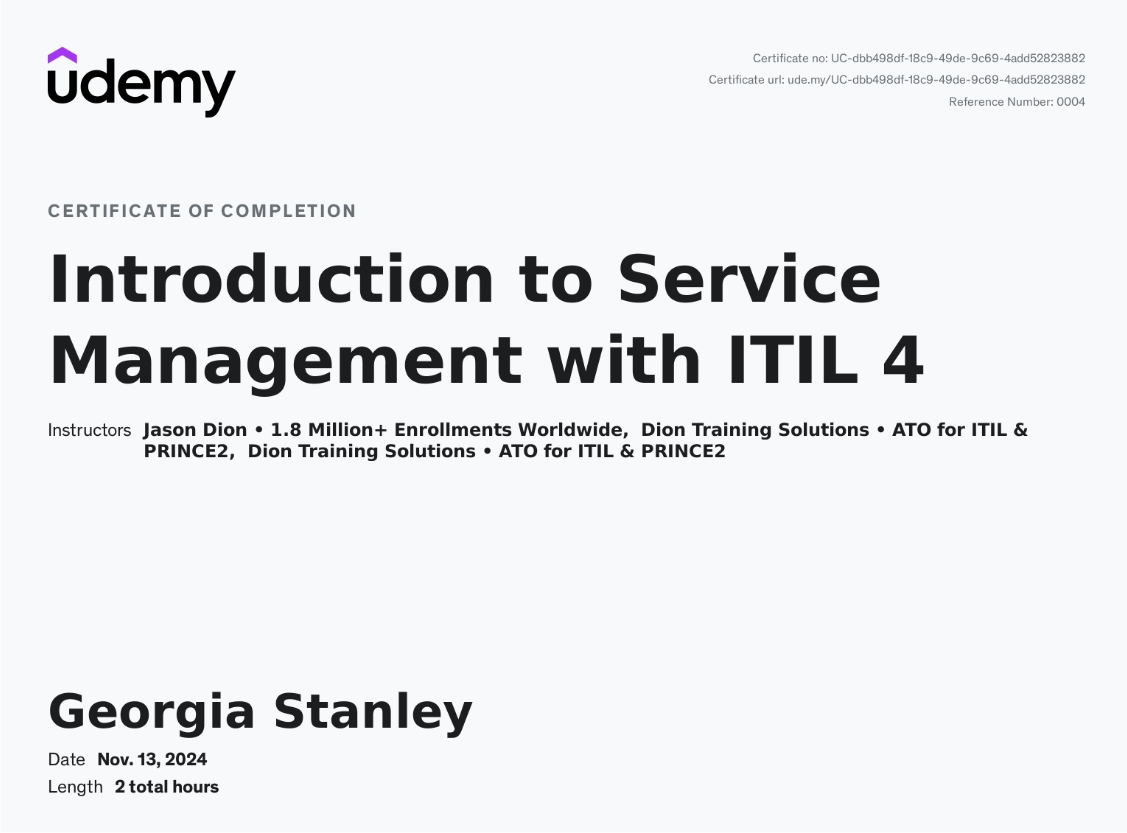 udemy
Certificate no: UC-dbb498df-18c9-49de-9c69-4add52823882
Certificate url: ude.my/UC-dbb498df-18c9-49de-9c69-4add52823882
Reference Number: 0004
CERTIFICATE OF COMPLETION
Introduction to Service
Management with ITIL 4
Instructors Jason Dion • 1.8 Million+ Enrollments Worldwide, Dion Training Solutions • ATO for ITIL &
PRINCE2, Dion Training Solutions • ATO for ITIL & PRINCE2
Georgia Stanley
Date Nov. 13, 2024
Length 2 total hours